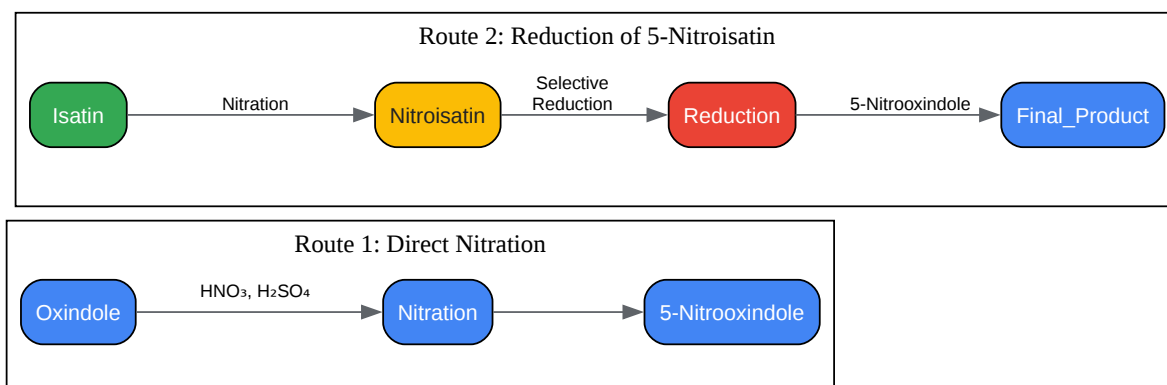 Route 2: Reduction of 5-Nitroisatin
Isatin
Nitration
Nitroisatin
Selective
Reduction
Reduction
5-Nitrooxindole
Final_Product
Route 1: Direct Nitration
Oxindole
HNO₃, H₂SO₄
Nitration
5-Nitrooxindole